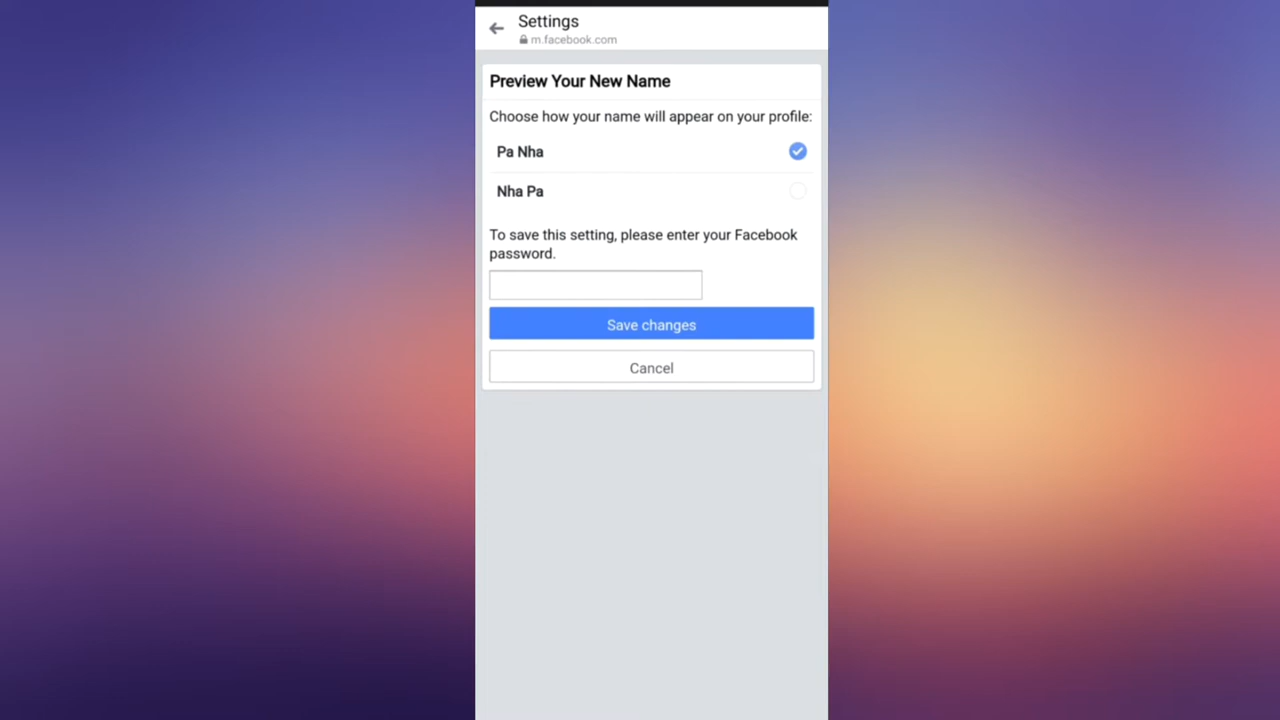 Settings
m.facebook.com
Preview Your New Name
Choose how your name will appear on your profile:
Pa Nha
Nha Pa
To save this setting, please enter your Facebook
password.
Save changes
Cancel